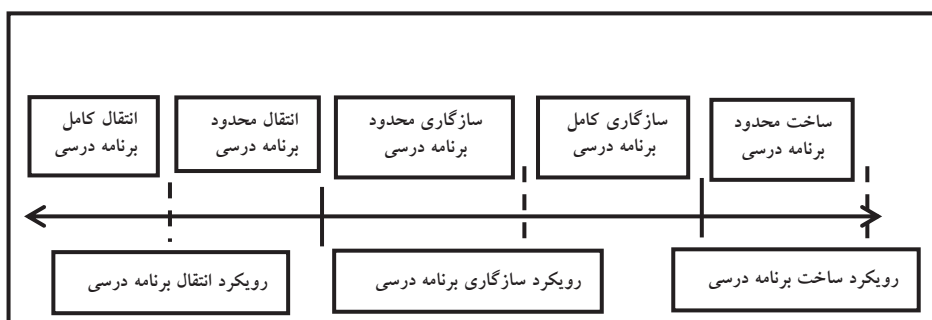 ساخت محدود
برنامه درسی
سازگاری کامل
برنامه درسی
سازگاری محدود
برنامه درسی
انتقال محدود
برنامه درسی
انتقال کامل
برنامه درسی
رویکرد ساخت برنامه درسی
رویکرد سازگاری برنامه درسی
رویکرد انتقال برنامه درسی